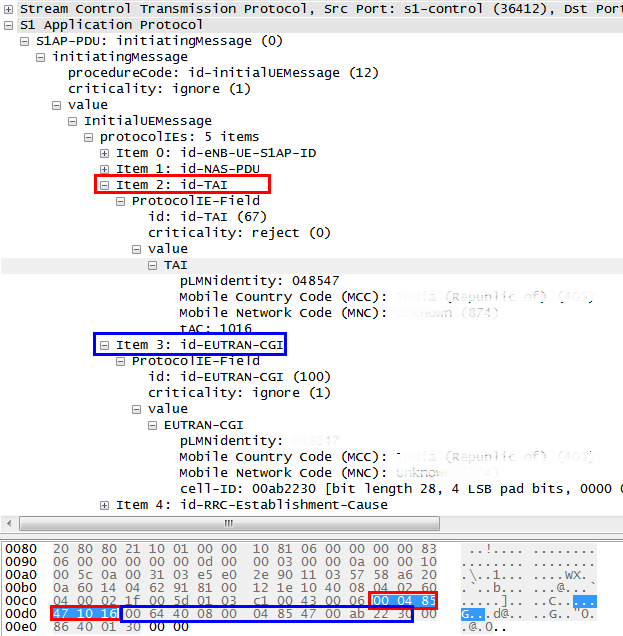 Stream Control Transmission Protocol, Src Port: s1-control (36412), Dst Port
S1 Application Protocol
S1AP-PDU: initiatingMessage (0)
initiatingMessage
procedureCode: id-initialUEMessage (12)
criticality: ignore (1)
value
InitialUEMessage
protocolIEs: 5 items
Item 0: id-eNB-UE-S1AP-ID
Item 1: id-NAS-PDU
Item 2: id-TAI
ProtocolIE-Field
id: id-TAI (67)
criticality: reject (0)
value
TAI
pLMNidentity: 048547
Mobile Country Code (MCC): (Republic of) (405)
Mobile Network Code (MNC): Unknown (874)
tAC: 1016
Item 3: id-EUTRAN-CGI
ProtocolIE-Field
id: id-EUTRAN-CGI (100)
criticality: ignore (1)
value
EUTRAN-CGI
pLMNidentity:
Mobile Country Code (MCC):
Mobile Network Code (MNC):
cell-ID: 00ab2230 [bit length 28, 4 LSB pad bits, 0000 0
Item 4: id-RRC-Establishment-Cause
0080 20 80 80 21 10 01 00 00 10 81 06 00 00 00 00 83 ..!..... ........
0090 06 00 00 00 00 0d 00 00 00 03 00 00 0a 00 00 10 ........ ........
00a0 00 5c 0a 00 31 03 e5 e0 2e 90 11 03 57 58 a6 20 .\..1... ....WX.
00b0 0a 60 14 04 62 91 81 00 12 1e 10 40 08 04 02 60 .`..b... ...@...`
00c0 04 00 02 1f 00 5d 01 03 c1 00 43 00 06 00 04 85 .....].. ..C.....
00d0 47 10 16 00 64 40 08 00 04 85 47 00 ab 22 30 00 G...d@.. ..G.."0.
00e0 86 40 01 30 00 00 .@.0..